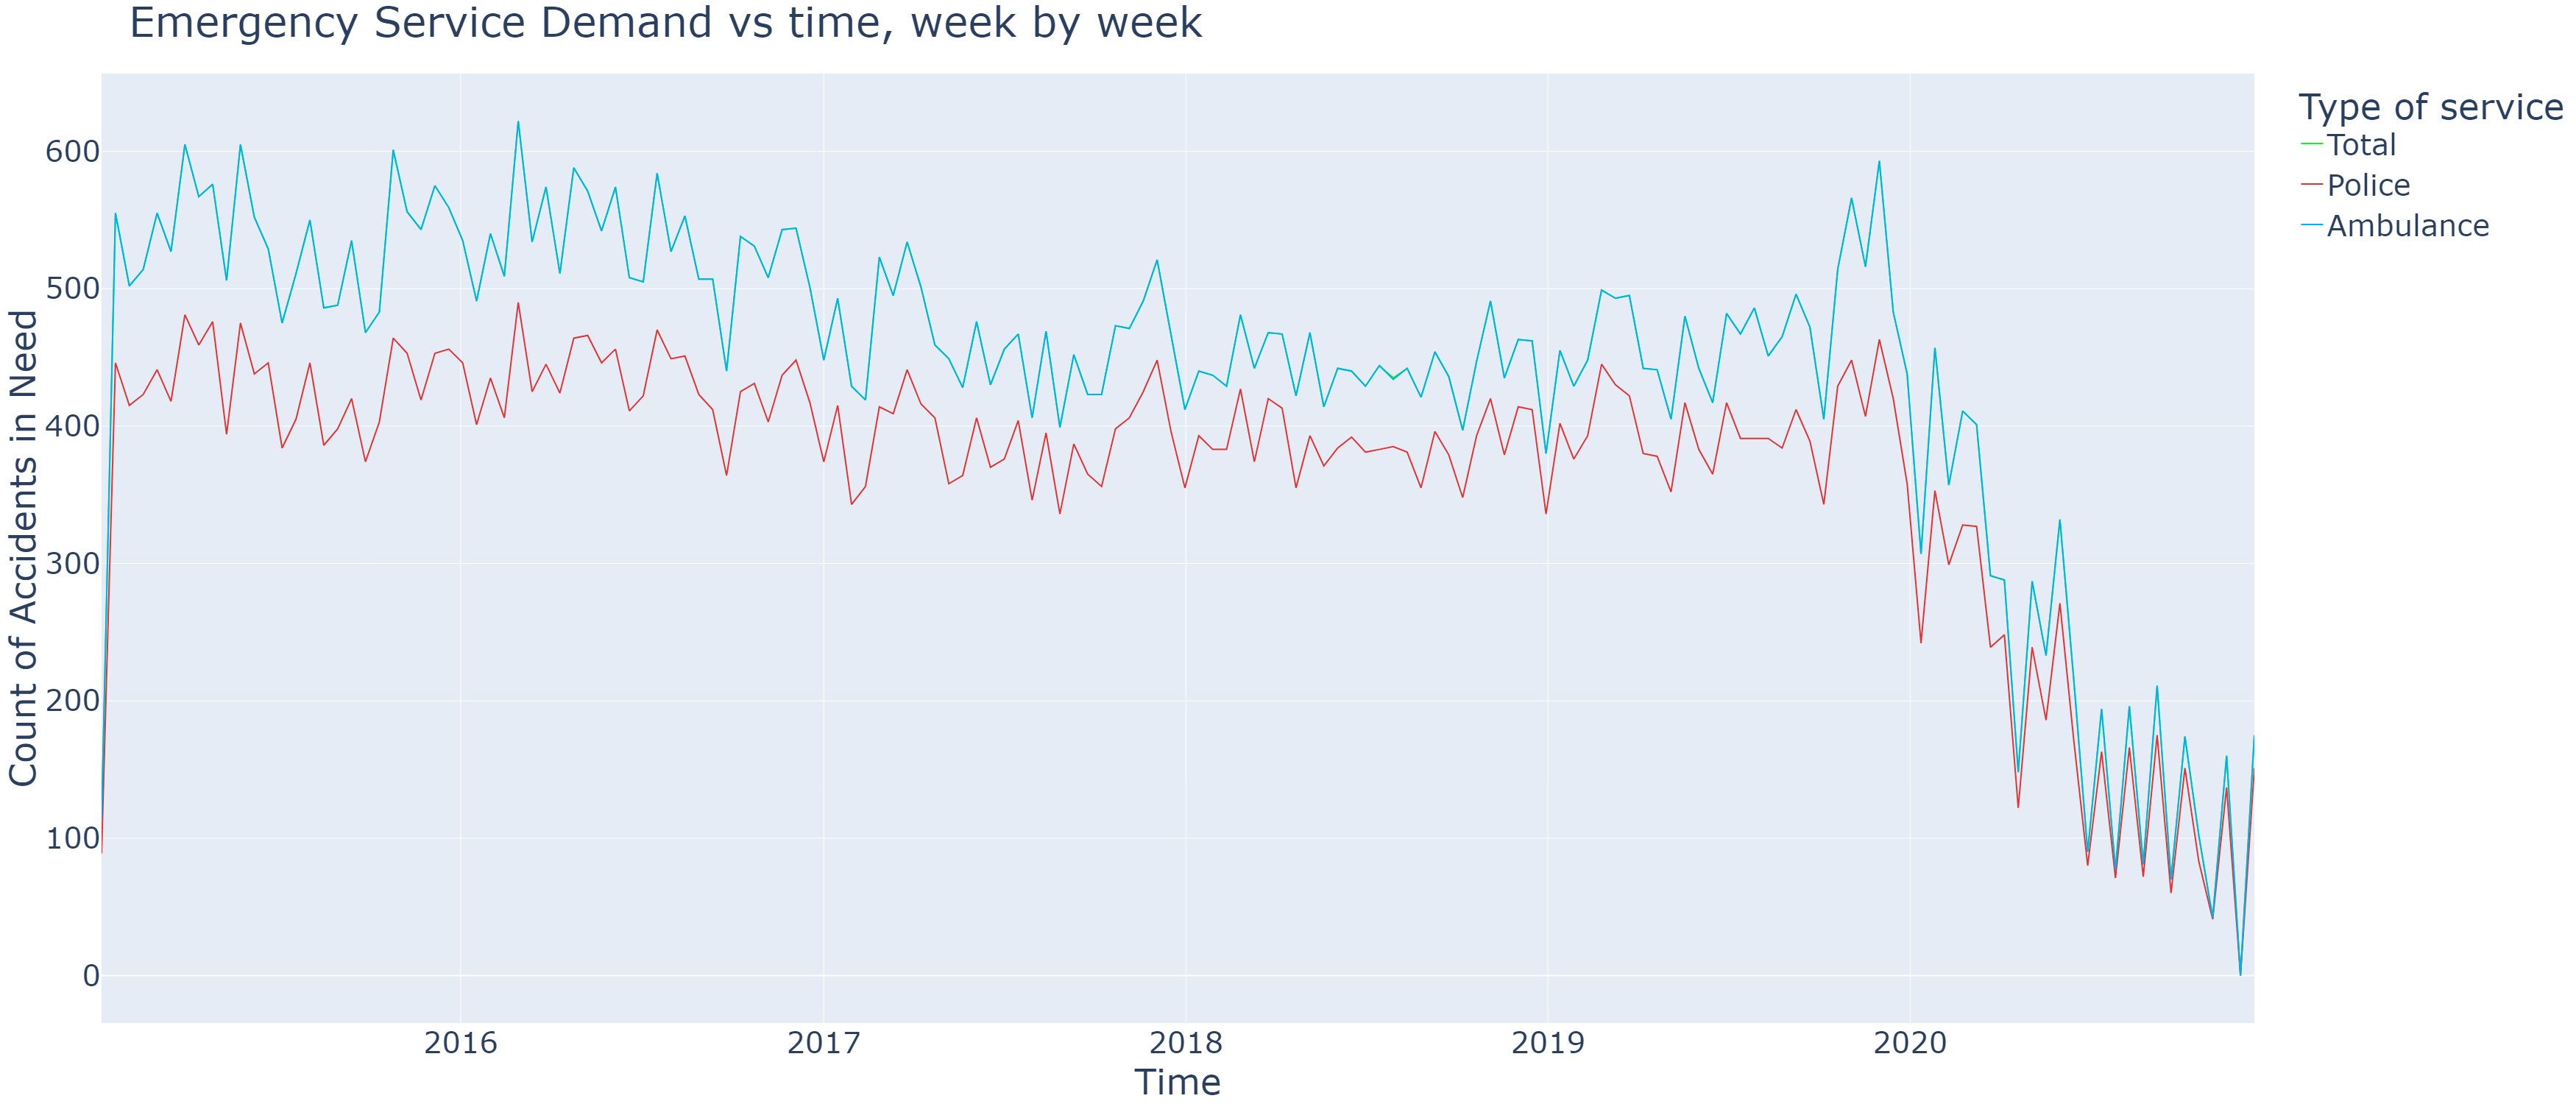 Emergency Service Demand vs time, week by week
Type of service
Total
Police
Ambulance
Count of Accidents in Need
600
500
400
300
200
100
0
2016
2017
2018
2019
2020
Time